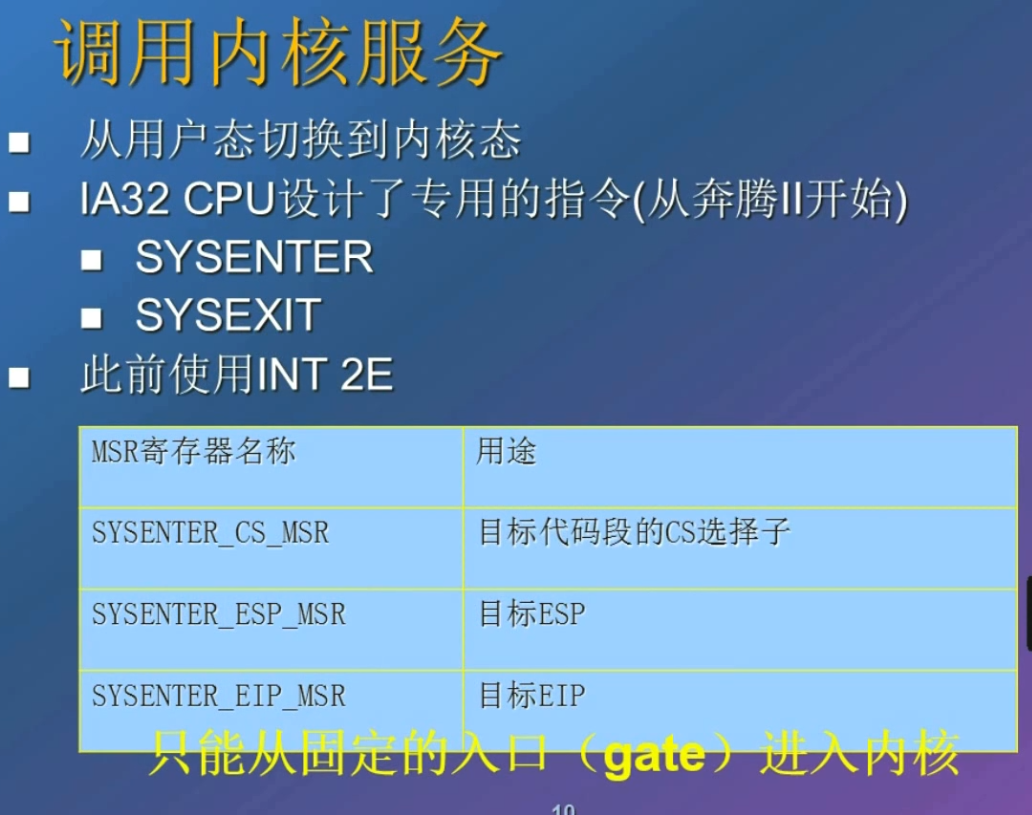 调用内核服务
从用户态切换到内核态
IA32 CPU设计了专用的指令(从奔腾II开始)
SYSENTER
SYSEXIT
此前使用INT 2E
MSR寄存器名称 用途
SYSENTER_CS_MSR 目标代码段的CS选择子
SYSENTER_ESP_MSR 目标ESP
SYSENTER_EIP_MSR 目标EIP
只能从固定的入口（gate）进入内核